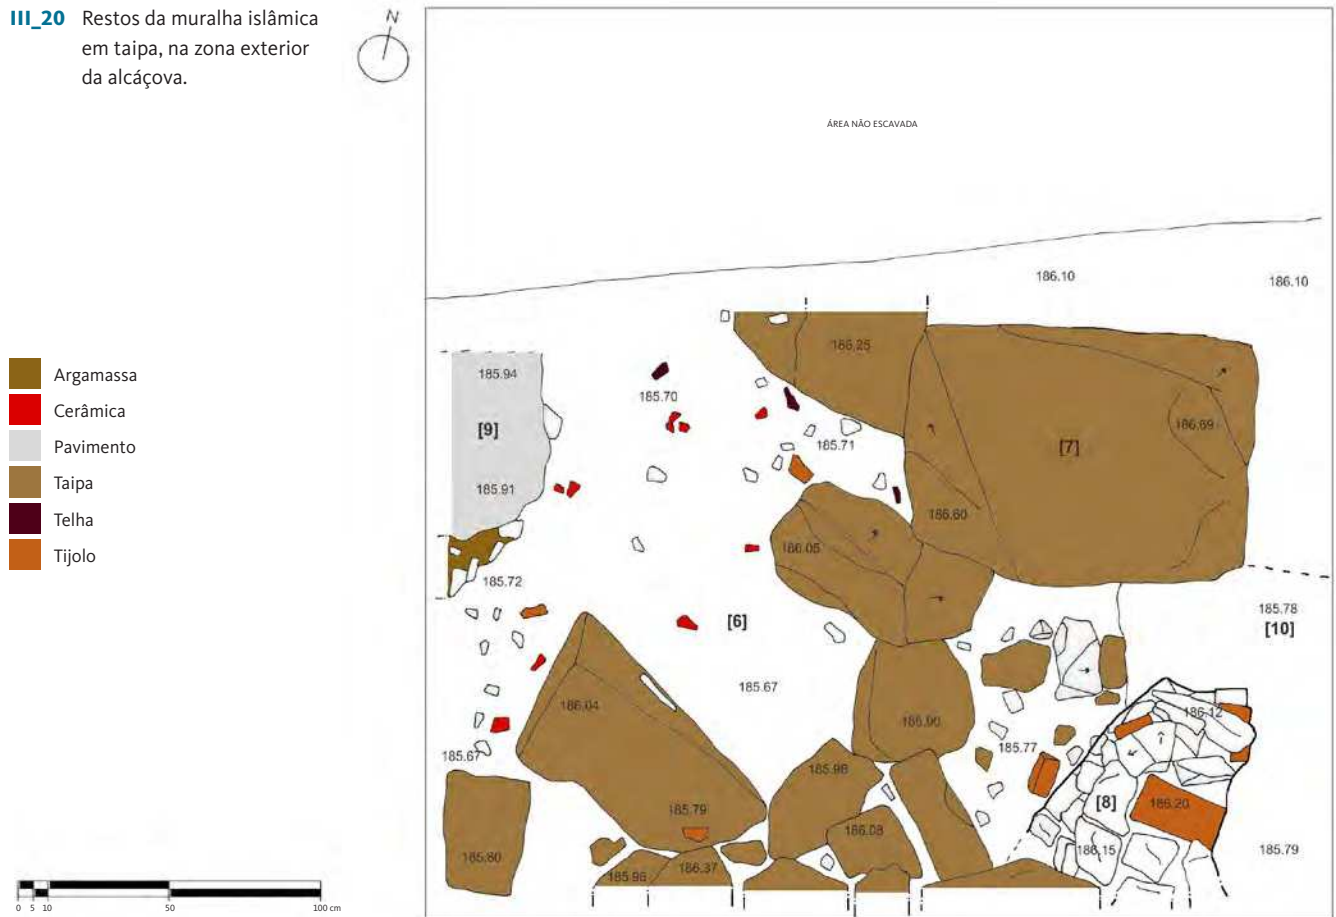 III_20 Restos da muralha islâmica
em taipa, na zona exterior
da alcáçova.
N
ÁREA NÃO ESCAVADA
186.10
186.10
186.25
185.94
185.70
[9]
186.69
185.71
[7]
185.91
186.60
186.05
185.72
185.78
[6]
[10]
185.67
186.04
186.12
185.90
185.67
185.77
185.98
186.20
[8]
185.79
186.08
186.15
185.79
185.80
186.37
185.96
Argamassa
Cerâmica
Pavimento
Taipa
Telha
Tijolo
0 5 10 50 100 cm